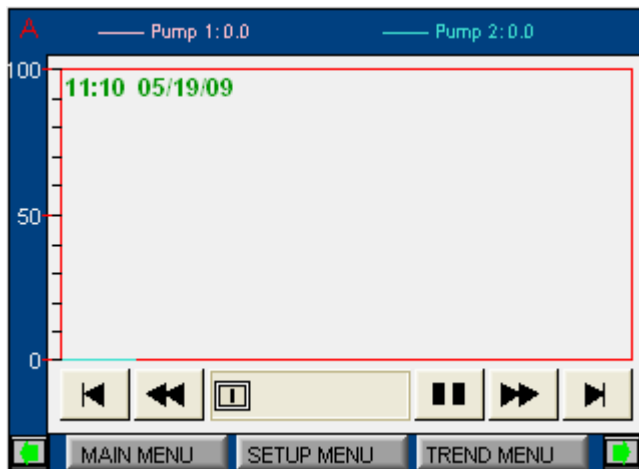 A Pump 1:0.0 Pump 2:0.0
100
11:10 05/19/09
50
0
MAIN MENU SETUP MENU TREND MENU